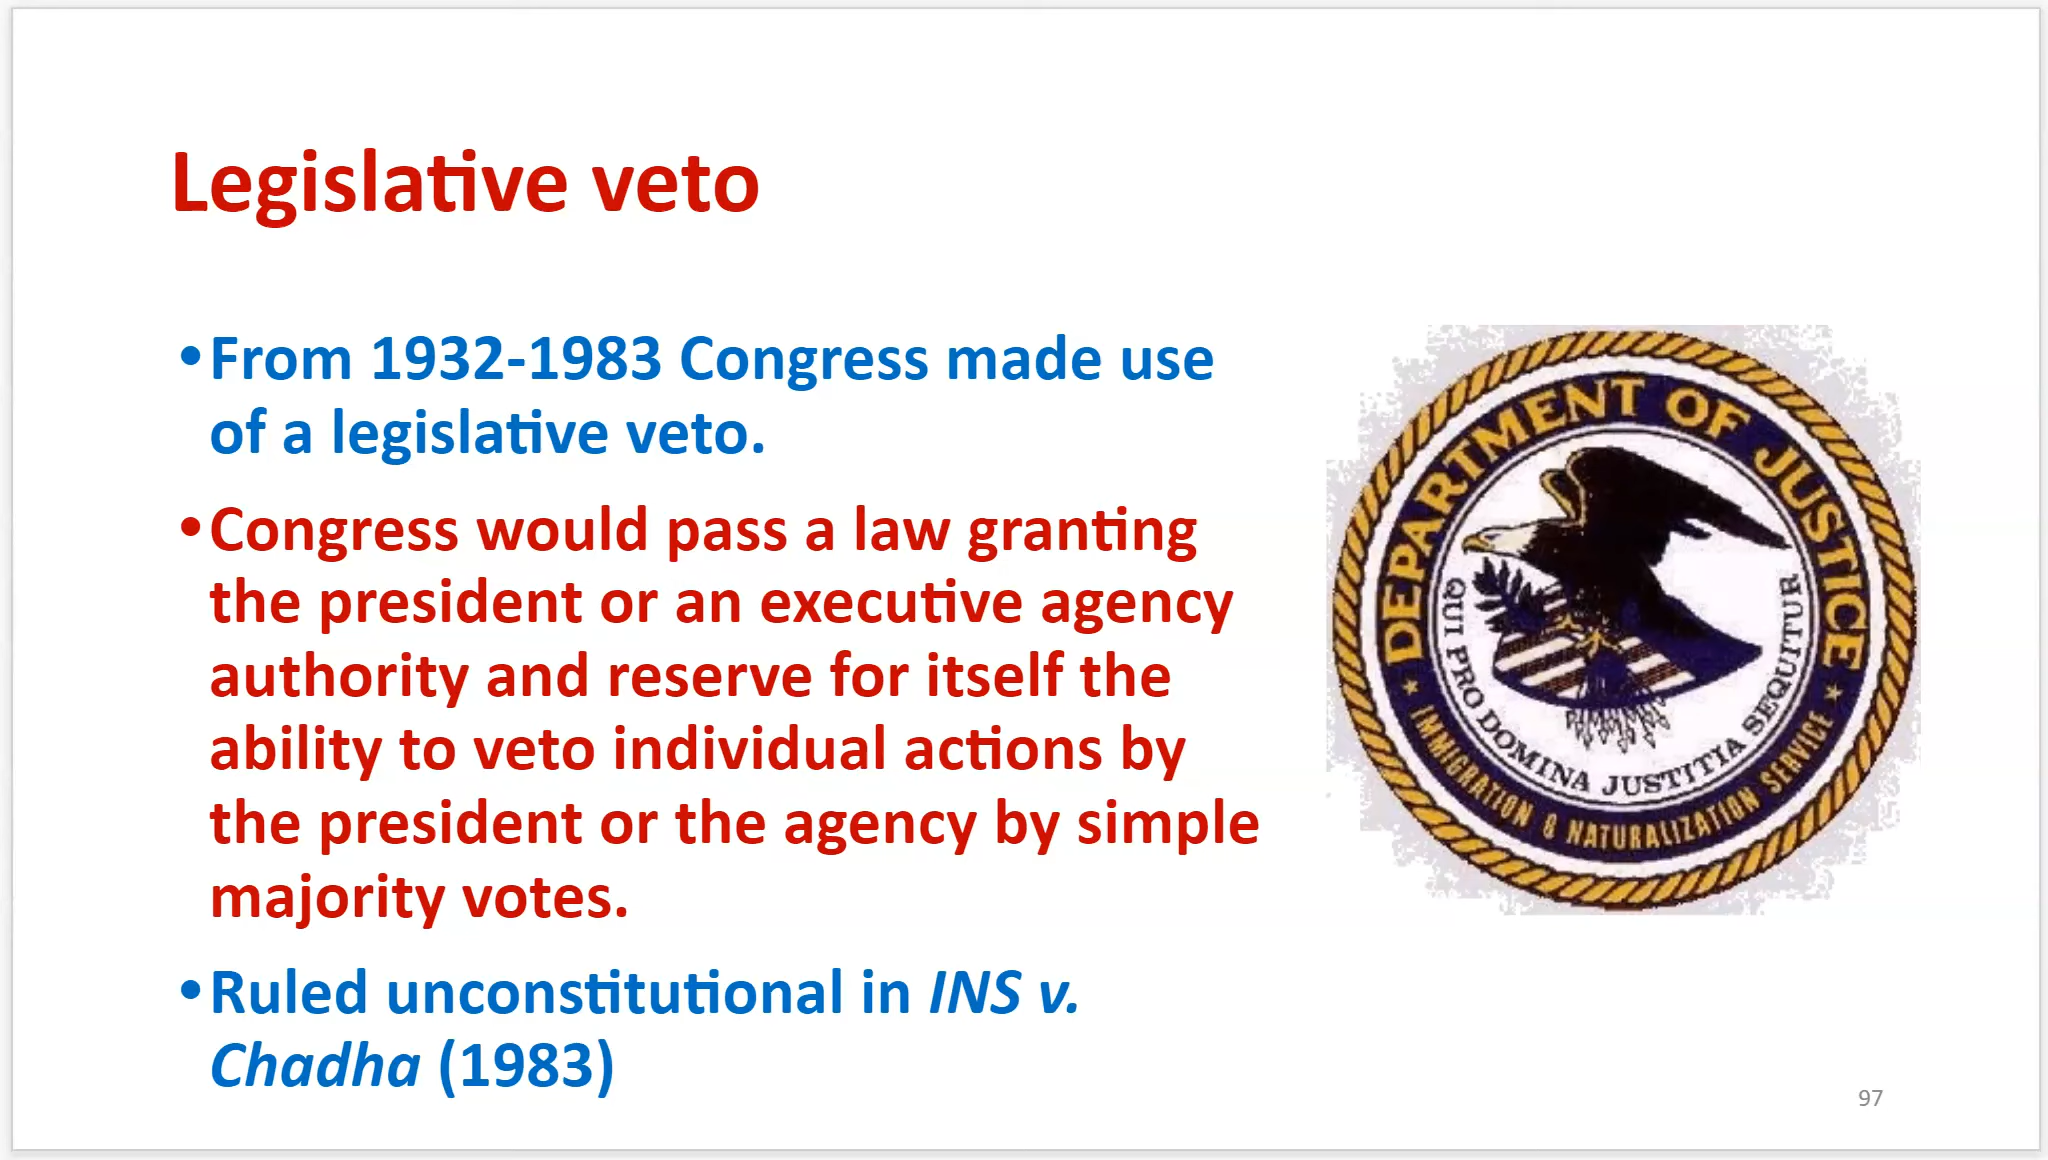 Legislative veto
•From 1932-1983 Congress made use
of a legislative veto.
•Congress would pass a law granting
the president or an executive agency
authority and reserve for itself the
ability to veto individual actions by
the president or the agency by simple
majority votes.
•Ruled unconstitutional in INS v.
Chadha (1983)
DEPARTMENT OF JUSTICE
QUI PRO DOMINA JUSTITIA SEQUITUR
★ IMMIGRATION & NATURALIZATION SERVICE ★
97